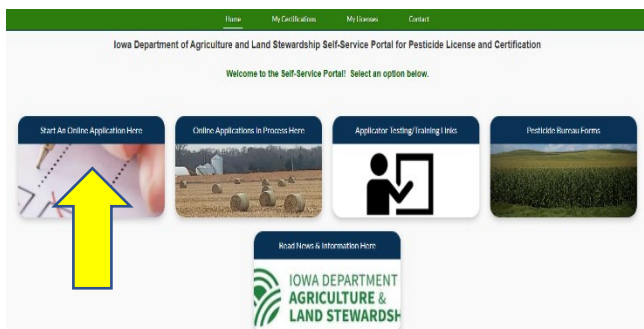 Home My Certifications My Licenses Contact
Iowa Department of Agriculture and Land Stewardship Self-Service Portal for Pesticide License and Certification
Welcome to the Self-Service Portal! Select an option below.
Start An Online Application Here
Online Applications In Process Here
Applicator Testing/Training Links
Pesticide Bureau Forms
Read News & Information Here
IOWA DEPARTMENT
AGRICULTURE &
LAND STEWARDSH